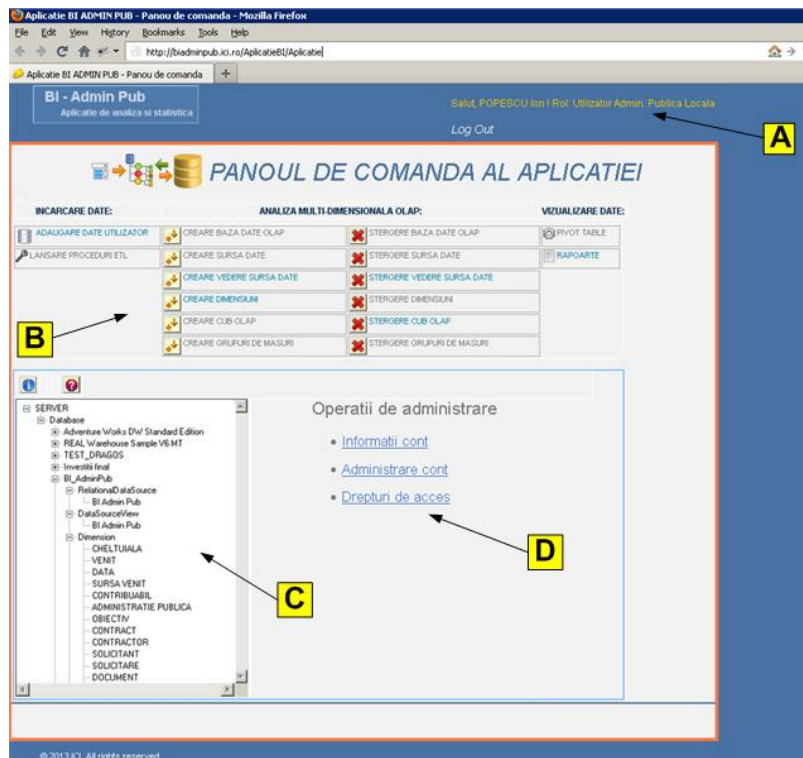 Aplicatie BI ADMIN PUB - Panou de comanda - Mozilla Firefox
File Edit View History Bookmarks Tools Help
http://biadminpub.ici.ro/AplicatieBI/Aplicatie
Aplicatie BI ADMIN PUB - Panou de comanda
BI - Admin Pub
Aplicatie de analiza si statistica
Salut, POPESCU Ion ! Rol: Utilizator Admin. Publica Locala
Log Out
A
PANOUL DE COMANDA AL APLICATIEI
INCARCARE DATE: ANALIZA MULTI-DIMENSIONALA OLAP: VIZUALIZARE DATE:
ADAUGARE DATE UTILIZATOR CREARE BAZA DATE OLAP STERGERE BAZA DATE OLAP PIVOT TABLE
LANSARE PROCEDURI ETL CREARE SURSA DATE STERGERE SURSA DATE RAPOARTE
CREARE VEDERE SURSA DATE STERGERE VEDERE SURSA DATE
CREARE DIMENSIUNI STERGERE DIMENSIUNI
CREARE CUB OLAP STERGERE CUB OLAP
CREARE GRUPURI DE MASURI STERGERE GRUPURI DE MASURI
B
SERVER
Database
Adventure Works DW Standard Edition
REAL Warehouse Sample V6 MT
TEST_DRAGOS
Investitii final
BI_AdminPub
RelationalDataSource
BI Admin Pub
DataSourceView
BI Admin Pub
Dimension
CHELTUIALA
VENIT
DATA
SURSA VENIT
CONTRIBUABIL
ADMINISTRATIE PUBLICA
OBIECTIV
CONTRACT
CONTRACTOR
SOLICITANT
SOLICITARE
DOCUMENT
C
Operatii de administrare
Informatii cont
Administrare cont
Drepturi de acces
D
© 2013 ICI. All rights reserved